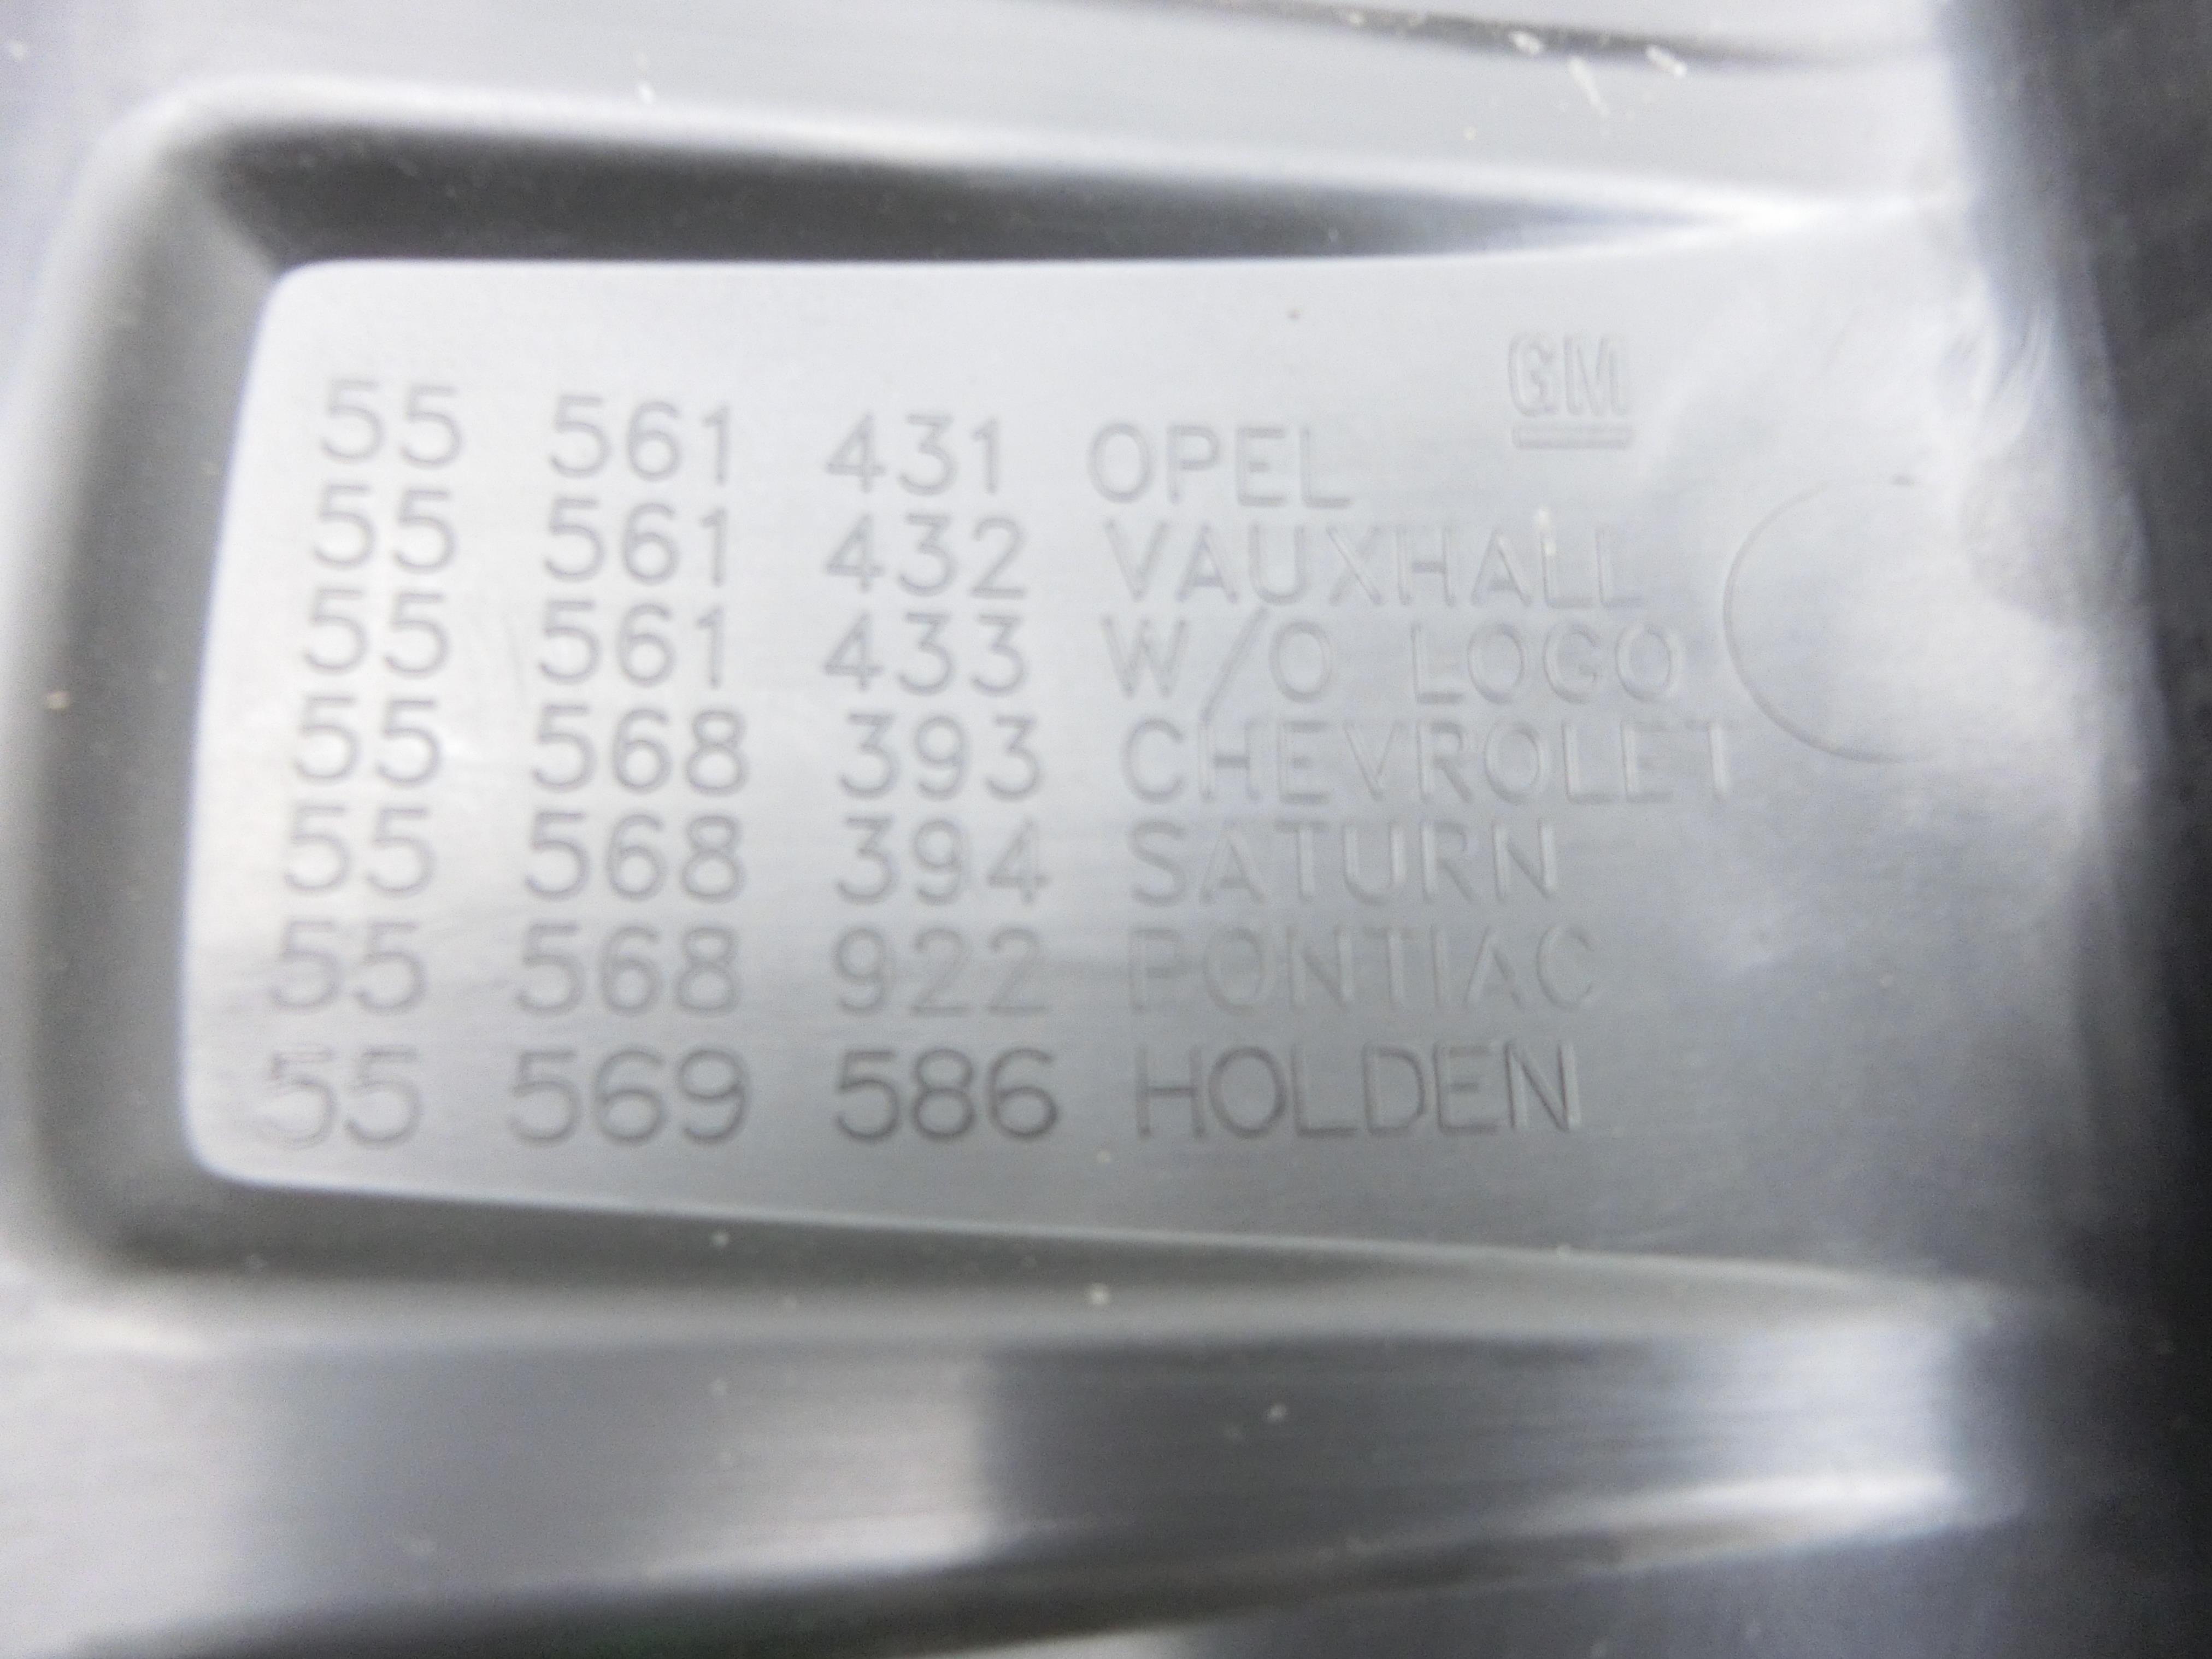 GM
55 561 431 OPEL
55 561 432 VAUXHALL
55 561 433 W/O LOGO
55 568 393 CHEVROLET
55 568 394 SATURN
55 568 922 PONTIAC
55 569 586 HOLDEN